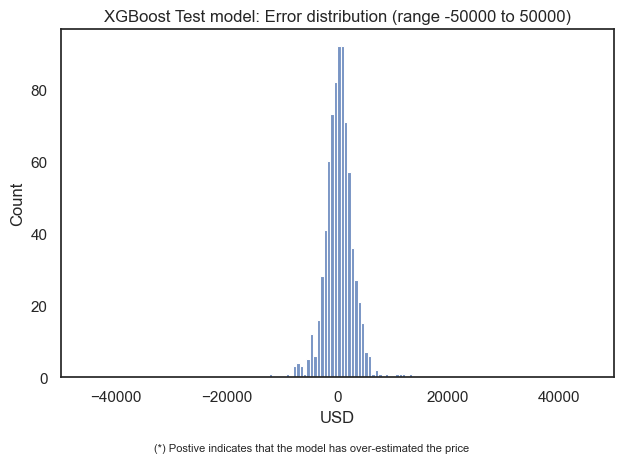 XGBoost Test model: Error distribution (range -50000 to 50000)
Count
80
60
40
20
0
−40000
−20000
0
20000
40000
USD
(*) Postive indicates that the model has over-estimated the price